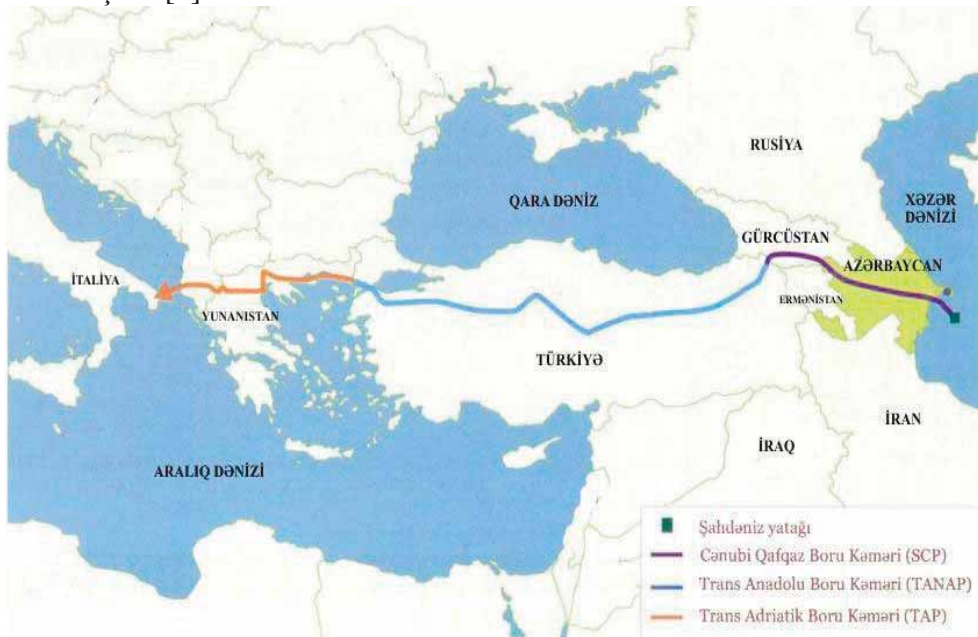 RUSİYA
QARA DƏNİZ
XƏZƏR
DƏNİZİ
GÜRCÜSTAN
AZƏRBAYCAN
İTALİYA
ERMƏNİSTAN
YUNANISTAN
TÜRKİYƏ
İRAN
İRAQ
ARALIQ DƏNİZİ
Şahdəniz yatağı
Cənubi Qafqaz Boru Kəməri (SCP)
Trans Anadolu Boru Kəməri (TANAP)
Trans Adriatik Boru Kəməri (TAP)